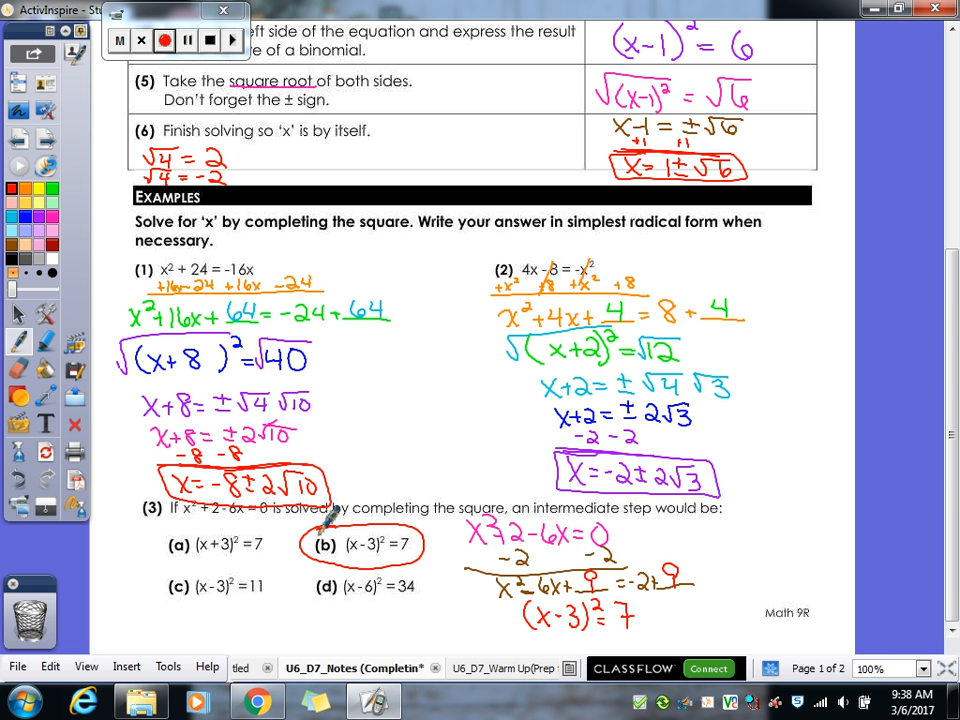 ActivInspire - Stu
M
eft side of the equation and express the result
re of a binomial.
(x-1)² = 6
(5) Take the square root of both sides.
Don't forget the ± sign.
√(x-1)² = √6
x-1 = ±√6
+1 +1
(6) Finish solving so 'x' is by itself.
x = 1±√6
√4 = 2
√4 = -2
EXAMPLES
Solve for 'x' by completing the square. Write your answer in simplest radical form when
necessary.
(1) x² + 24 = -16x
+16x -24 +16x -24
x²+16x+ 64 = -24+ 64
√(x+8 )² = √40
x+8 = ±√4 √10
x+8 = ±2√10
-8 -8
x = -8±2√10
(2) 4x - 8 = -x²
+x² +8 +x² +8
x²+4x+ 4 = 8+ 4
√(x+2)² = √12
x+2 = ±√4 √3
x+2 = ±2√3
-2 -2
x = -2±2√3
(3) If x² + 2 - 6x = 0 is solved by completing the square, an intermediate step would be:
(a) (x+3)² = 7 (b) (x-3)² = 7
(c) (x-3)² = 11 (d) (x-6)² = 34
x²+2-6x=0
-2 -2
x²-6x+ 9 = -2+ 9
(x-3)² = 7
Math 9R
File Edit View Insert Tools Help
tled U6_D7_Notes (Completin* U6_D7_Warm Up(Prep CLASSFLOW Connect Page 1 of 2 100%
9:38 AM
3/6/2017